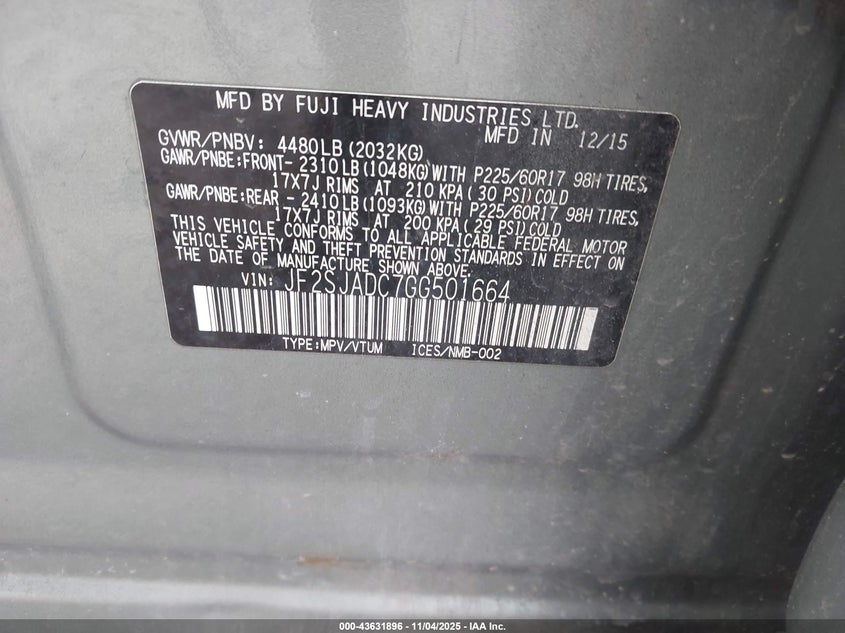 MFD BY FUJI HEAVY INDUSTRIES LTD.
MFD IN 12/15
GVWR/PNBV: 4480LB(2032KG)
GAWR/PNBE:FRONT- 2310LB(1048KG)WITH P225/60R17 98H TIRES,
17X7J RIMS AT 210 KPA(30 PSI)COLD
GAWR/PNBE:REAR - 2410LB(1093KG)WITH P225/60R17 98H TIRES,
17X7J RIMS AT 200 KPA(29 PSI)COLD
THIS VEHICLE CONFORMS TO ALL APPLICABLE FEDERAL MOTOR
VEHICLE SAFETY AND THEFT PREVENTION STANDARDS IN EFFECT ON
THE DATE OF MANUFACTURE SHOWN ABOVE.
VIN: JF2SJADC7GG501664
TYPE:MPV/VTUM ICES/NMB-002
000-43631896 - 11/04/2025 - IAA Inc.